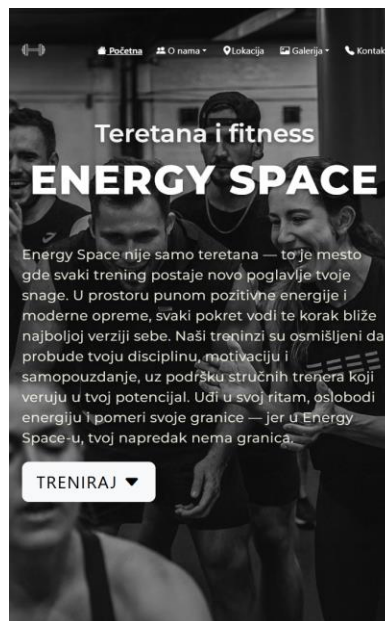 Početna O nama Lokacija Galerija Kontak
Teretana i fitness
ENERGY SPACE
Energy Space nije samo teretana — to je mesto
gde svaki trening postaje novo poglavlje tvoje
snage. U prostoru punom pozitivne energije i
moderne opreme, svaki pokret vodi te korak bliže
najboljoj verziji sebe. Naši treninzi su osmišljeni da
probude tvoju disciplinu, motivaciju i
samopouzdanje, uz podršku stručnih trenera koji
veruju u tvoj potencijal. Uđi u svoj ritam, oslobodi
energiju i pomeri svoje granice — jer u Energy
Space-u, tvoj napredak nema granica.
TRENIRAJ